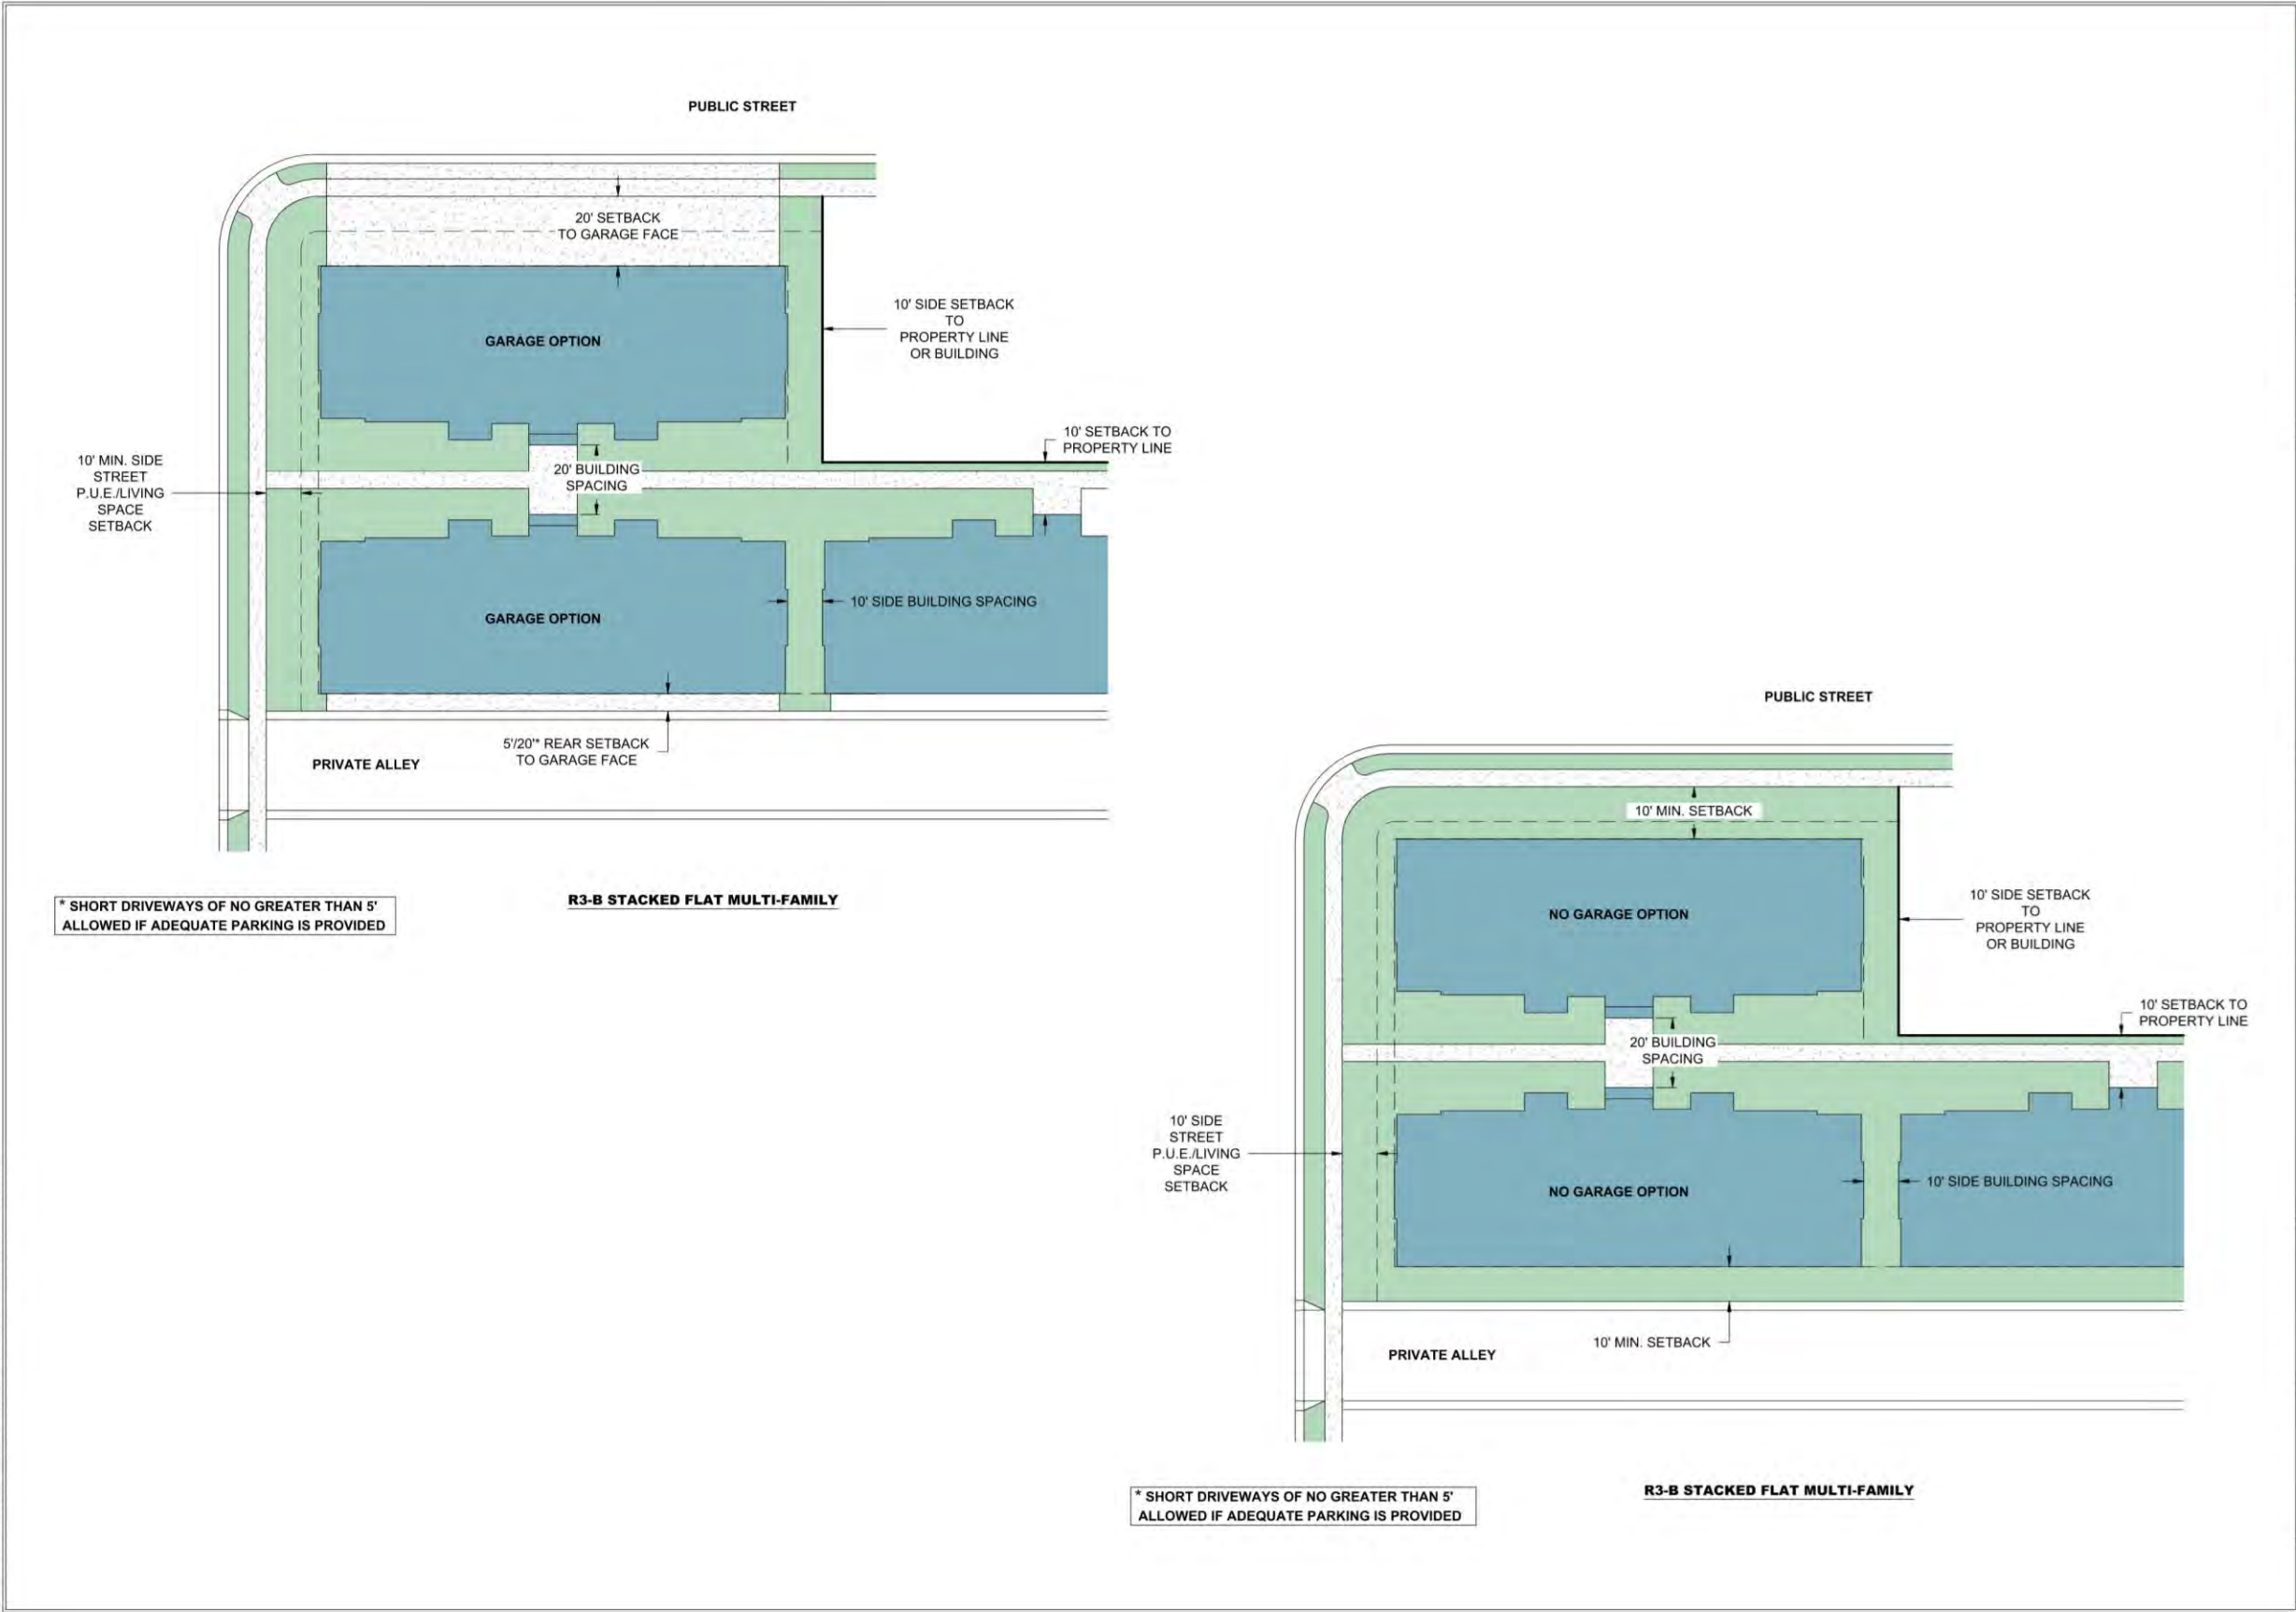 PUBLIC STREET
20' SETBACK
TO GARAGE FACE
GARAGE OPTION
10' SIDE SETBACK
TO
PROPERTY LINE
OR BUILDING
10' SETBACK TO
PROPERTY LINE
10' MIN. SIDE
STREET
P.U.E./LIVING
SPACE
SETBACK
20' BUILDING
SPACING
GARAGE OPTION
10' SIDE BUILDING SPACING
5'/20'* REAR SETBACK
TO GARAGE FACE
PRIVATE ALLEY
* SHORT DRIVEWAYS OF NO GREATER THAN 5'
ALLOWED IF ADEQUATE PARKING IS PROVIDED
R3-B STACKED FLAT MULTI-FAMILY
PUBLIC STREET
10' MIN. SETBACK
NO GARAGE OPTION
10' SIDE SETBACK
TO
PROPERTY LINE
OR BUILDING
10' SETBACK TO
PROPERTY LINE
20' BUILDING
SPACING
10' SIDE
STREET
P.U.E./LIVING
SPACE
SETBACK
NO GARAGE OPTION
10' SIDE BUILDING SPACING
10' MIN. SETBACK
PRIVATE ALLEY
* SHORT DRIVEWAYS OF NO GREATER THAN 5'
ALLOWED IF ADEQUATE PARKING IS PROVIDED
R3-B STACKED FLAT MULTI-FAMILY